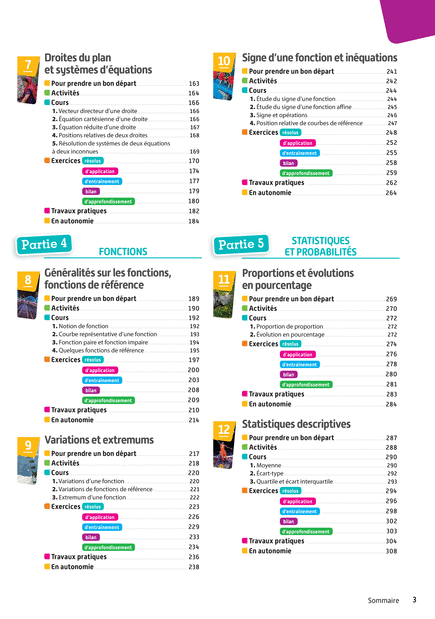 7
Droites du plan
et systèmes d'équations
Pour prendre un bon départ 163
Activités 164
Cours 166
1. Vecteur directeur d'une droite 166
2. Équation cartésienne d'une droite 166
3. Équation réduite d'une droite 167
4. Positions relatives de deux droites 168
5. Résolution de systèmes de deux équations
à deux inconnues 169
Exercices résolus 170
d'application 174
d'entraînement 177
bilan 179
d'approfondissement 180
Travaux pratiques 182
En autonomie 184
Partie 4
FONCTIONS
8
Généralités sur les fonctions,
fonctions de référence
Pour prendre un bon départ 189
Activités 190
Cours 192
1. Notion de fonction 192
2. Courbe représentative d'une fonction 193
3. Fonction paire et fonction impaire 194
4. Quelques fonctions de référence 195
Exercices résolus 197
d'application 200
d'entraînement 203
bilan 208
d'approfondissement 209
Travaux pratiques 210
En autonomie 214
9
Variations et extremums
Pour prendre un bon départ 217
Activités 218
Cours 220
1. Variations d'une fonction 220
2. Variations de fonctions de référence 221
3. Extremum d'une fonction 222
Exercices résolus 223
d'application 226
d'entraînement 229
bilan 233
d'approfondissement 234
Travaux pratiques 236
En autonomie 238
10
Signe d'une fonction et inéquations
Pour prendre un bon départ 241
Activités 242
Cours 244
1. Étude du signe d'une fonction 244
2. Étude du signe d'une fonction affine 245
3. Signe et opérations 246
4. Position relative de courbes de référence 247
Exercices résolus 248
d'application 252
d'entraînement 255
bilan 258
d'approfondissement 259
Travaux pratiques 262
En autonomie 264
Partie 5
STATISTIQUES
ET PROBABILITÉS
11
Proportions et évolutions
en pourcentage
Pour prendre un bon départ 269
Activités 270
Cours 272
1. Proportion de proportion 272
2. Évolution en pourcentage 272
Exercices résolus 274
d'application 276
d'entraînement 278
bilan 280
d'approfondissement 281
Travaux pratiques 283
En autonomie 284
12
Statistiques descriptives
Pour prendre un bon départ 287
Activités 288
Cours 290
1. Moyenne 290
2. Écart-type 292
3. Quartile et écart interquartile 293
Exercices résolus 294
d'application 296
d'entraînement 298
bilan 302
d'approfondissement 303
Travaux pratiques 304
En autonomie 308
Sommaire 3